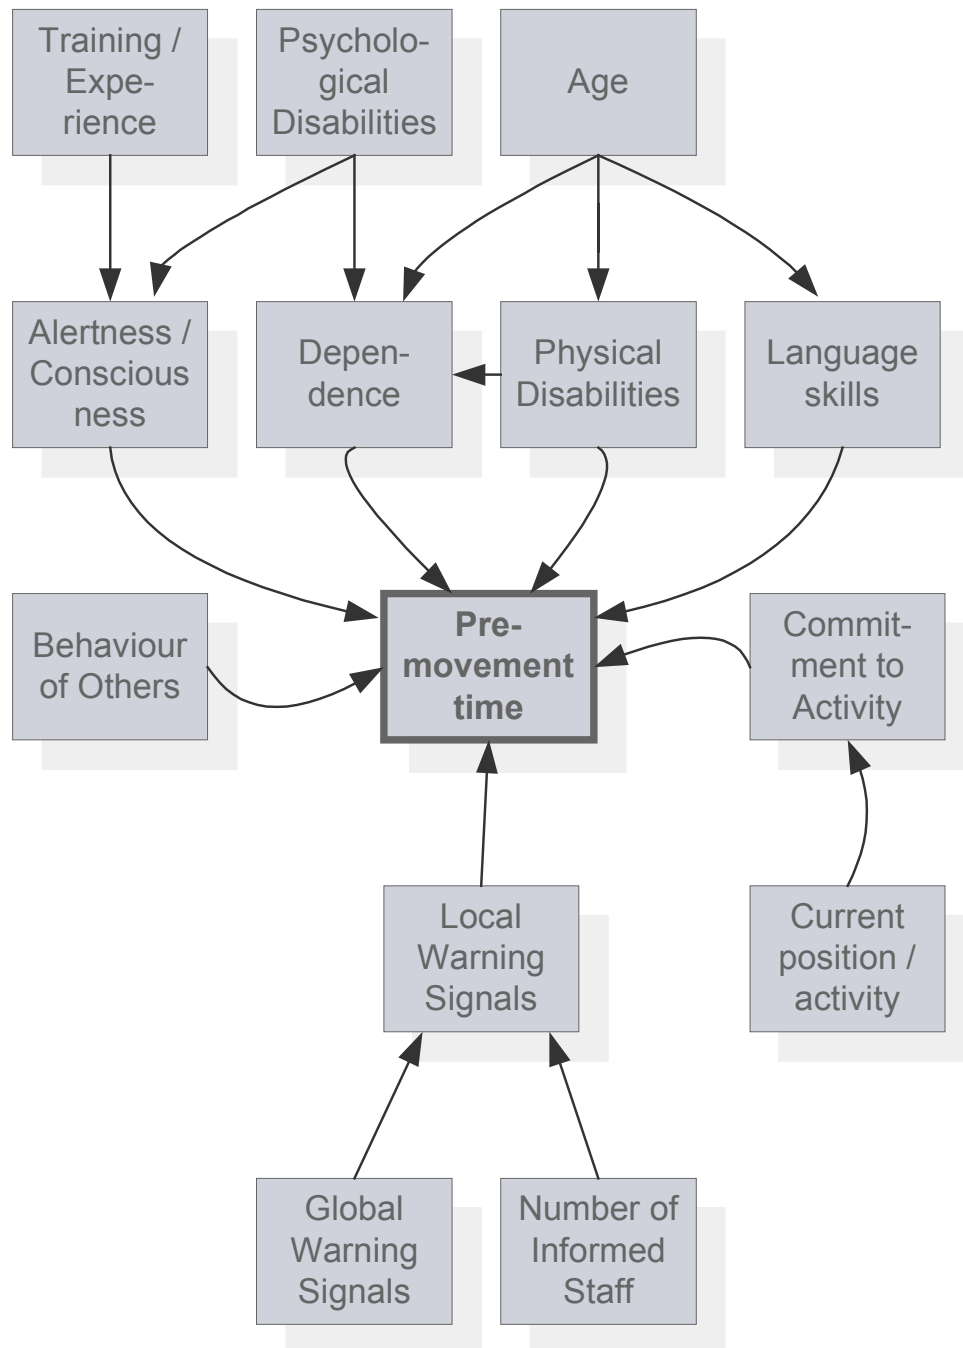 Training /
Expe-
rience
Psycholo-
gical
Disabilities
Age
Alertness /
Conscious
ness
Depen-
dence
Physical
Disabilities
Language
skills
Behaviour
of Others
Pre-
movement
time
Commit-
ment to
Activity
Local
Warning
Signals
Current
position /
activity
Global
Warning
Signals
Number of
Informed
Staff